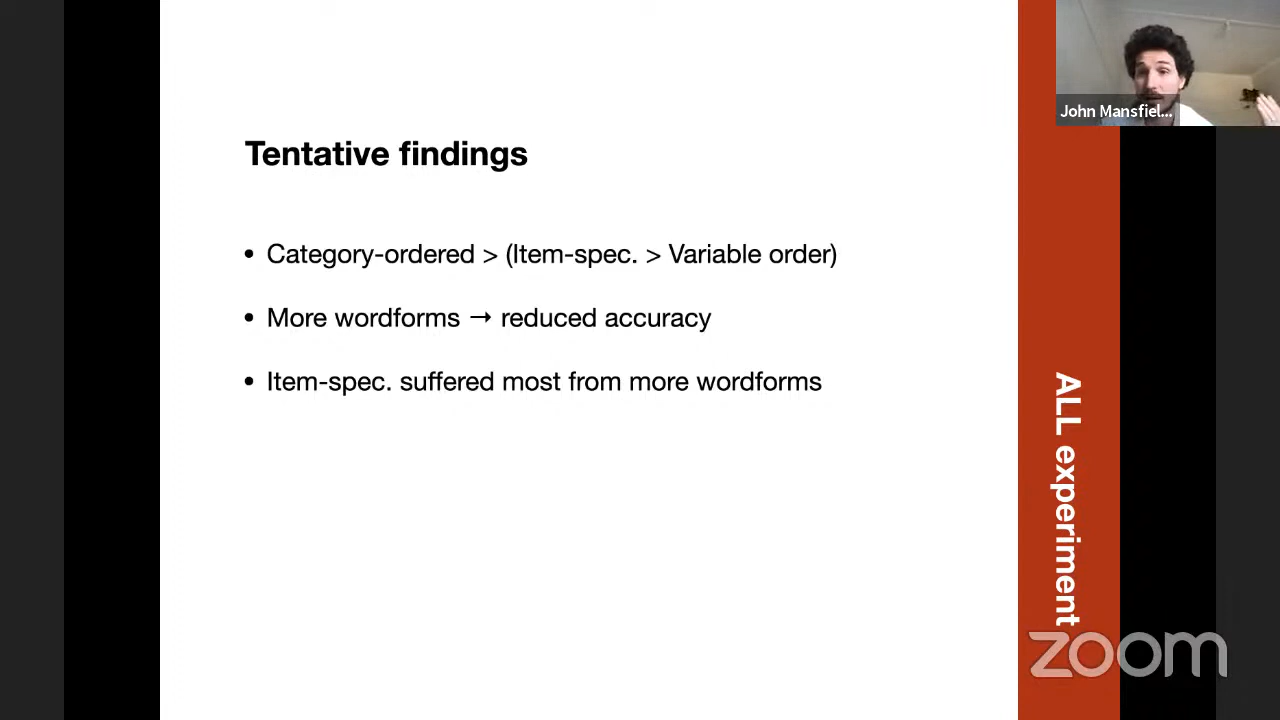 Tentative findings
• Category-ordered > (Item-spec. > Variable order)
• More wordforms → reduced accuracy
• Item-spec. suffered most from more wordforms
John Mansfiel...
ALL experiment
zoom